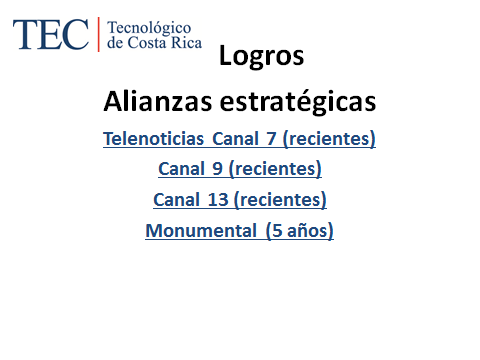 TEC Tecnológico
de Costa Rica
Logros
Alianzas estratégicas
Telenoticias Canal 7 (recientes)
Canal 9 (recientes)
Canal 13 (recientes)
Monumental (5 años)